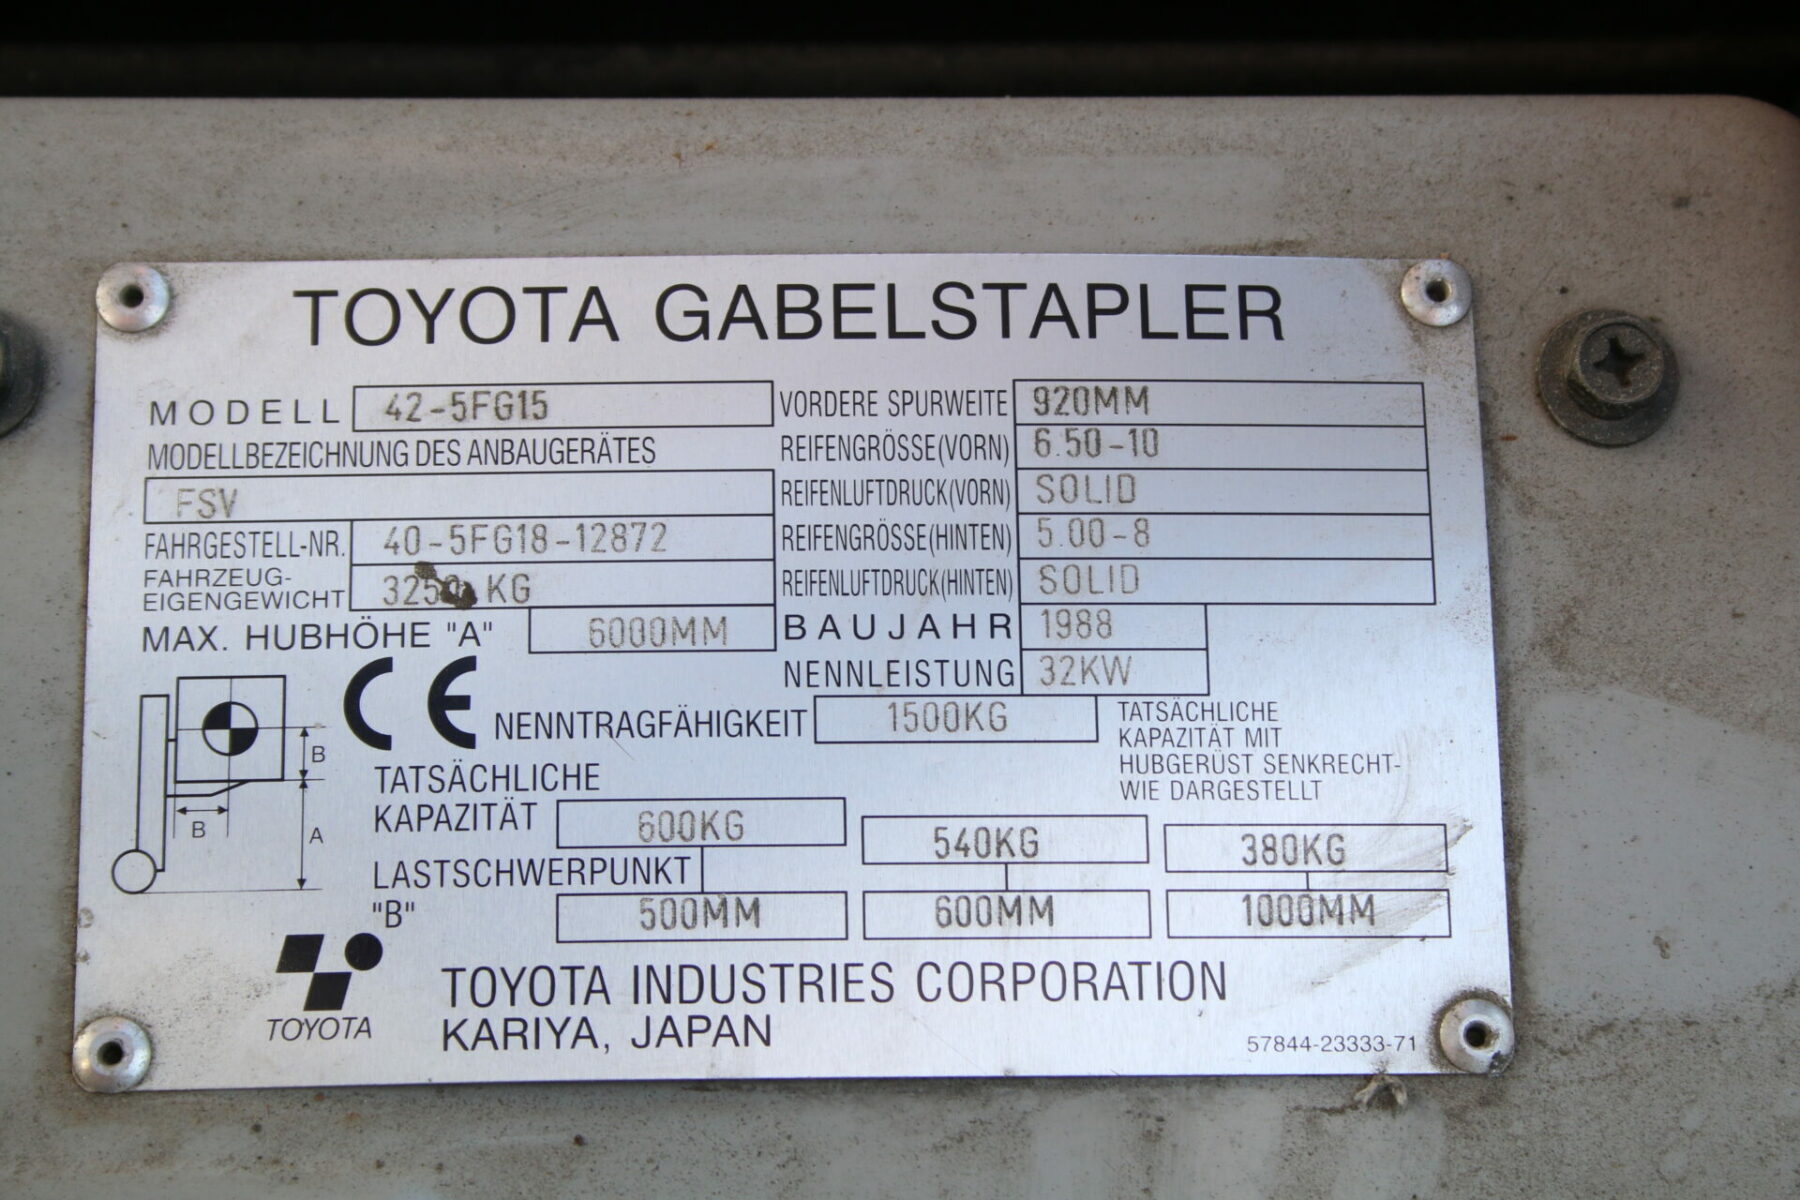 TOYOTA GABELSTAPLER
MODELL 42-5FG15
MODELLBEZEICHNUNG DES ANBAUGERÄTES
FSV
FAHRGESTELL-NR. 40-5FG18-12872
FAHRZEUG-
EIGENGEWICHT KG
MAX. HUBHÖHE "A" 6000MM
VORDERE SPURWEITE 920MM
REIFENGRÖSSE(VORN) 6.50-10
REIFENLUFTDRUCK(VORN) SOLID
REIFENGRÖSSE(HINTEN) 5.00-8
REIFENLUFTDRUCK(HINTEN) SOLID
BAUJAHR 1988
NENNLEISTUNG 32KW
B
B
A
CE
NENNTRAGFÄHIGKEIT 1500KG
TATSÄCHLICHE
KAPAZITÄT MIT
HUBGERÜST SENKRECHT-
WIE DARGESTELLT
TATSÄCHLICHE
KAPAZITÄT 600KG 540KG 380KG
LASTSCHWERPUNKT
"B" 500MM 600MM 1000MM
TOYOTA
TOYOTA INDUSTRIES CORPORATION
KARIYA, JAPAN
57844-23333-71